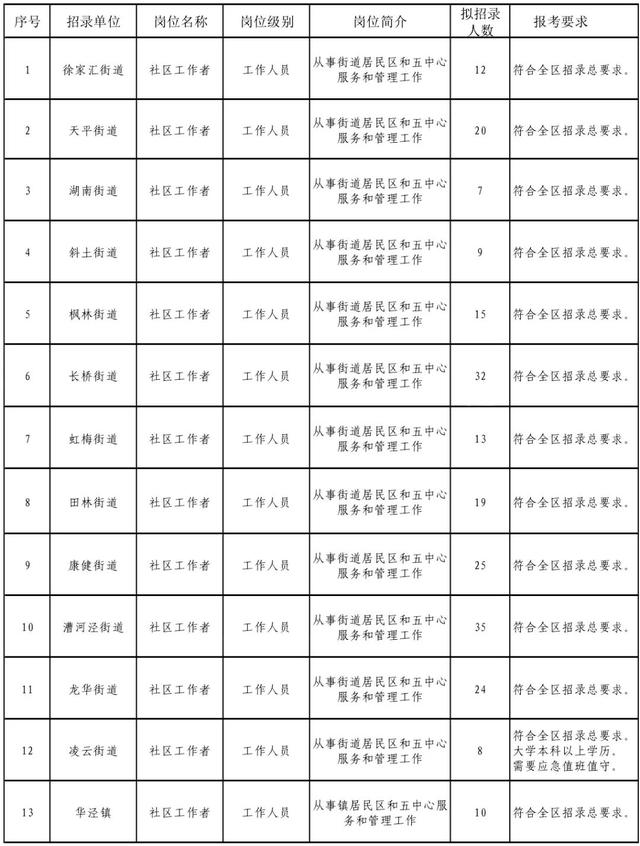 序号 招录单位 岗位名称 岗位级别 岗位简介 拟招录人数 报考要求
1 徐家汇街道 社区工作者 工作人员 从事街道居民区和五中心服务和管理工作 12 符合全区招录总要求。
2 天平街道 社区工作者 工作人员 从事街道居民区和五中心服务和管理工作 20 符合全区招录总要求。
3 湖南街道 社区工作者 工作人员 从事街道居民区和五中心服务和管理工作 7 符合全区招录总要求。
4 斜土街道 社区工作者 工作人员 从事街道居民区和五中心服务和管理工作 9 符合全区招录总要求。
5 枫林街道 社区工作者 工作人员 从事街道居民区和五中心服务和管理工作 15 符合全区招录总要求。
6 长桥街道 社区工作者 工作人员 从事街道居民区和五中心服务和管理工作 32 符合全区招录总要求。
7 虹梅街道 社区工作者 工作人员 从事街道居民区和五中心服务和管理工作 13 符合全区招录总要求。
8 田林街道 社区工作者 工作人员 从事街道居民区和五中心服务和管理工作 19 符合全区招录总要求。
9 康健街道 社区工作者 工作人员 从事街道居民区和五中心服务和管理工作 25 符合全区招录总要求。
10 漕河泾街道 社区工作者 工作人员 从事街道居民区和五中心服务和管理工作 35 符合全区招录总要求。
11 龙华街道 社区工作者 工作人员 从事街道居民区和五中心服务和管理工作 24 符合全区招录总要求。
12 凌云街道 社区工作者 工作人员 从事街道居民区和五中心服务和管理工作 8 符合全区招录总要求。大学本科以上学历。需要应急值班值守。
13 华泾镇 社区工作者 工作人员 从事镇居民区和五中心服务和管理工作 10 符合全区招录总要求。